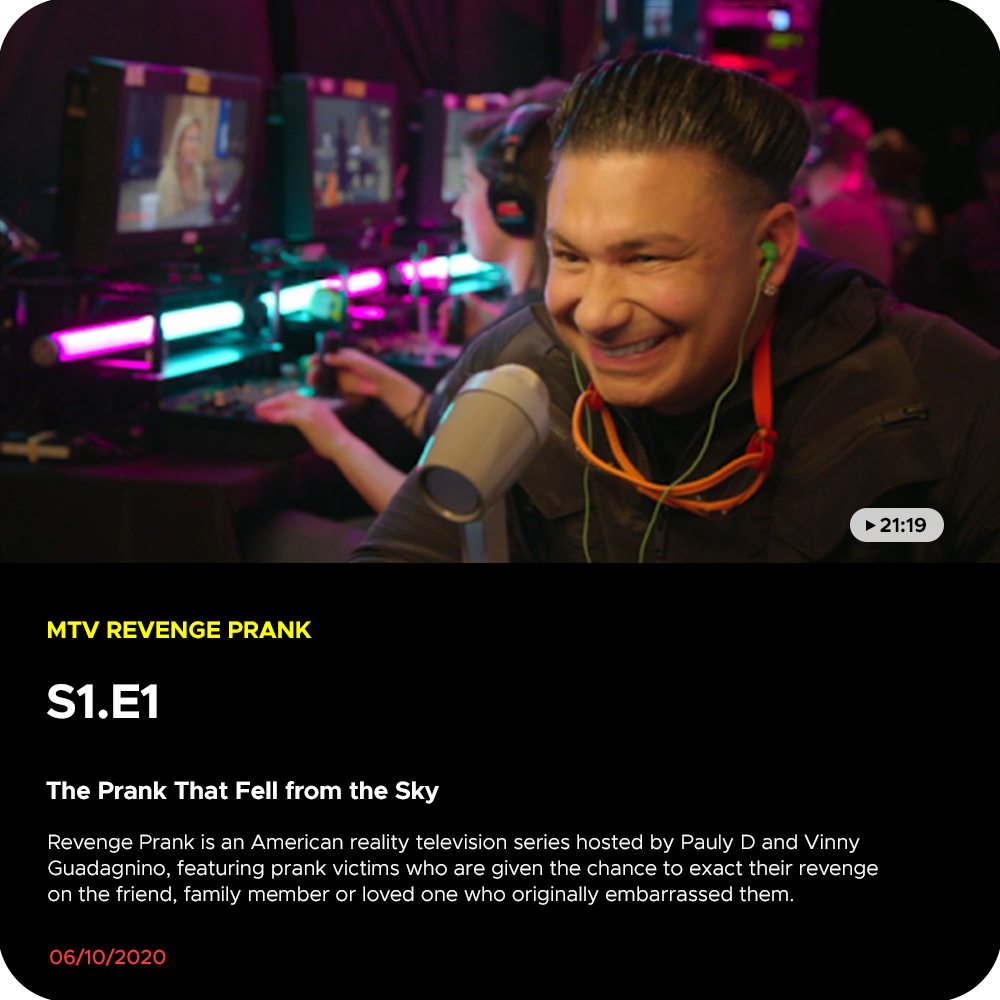 21:19
MTV REVENGE PRANK
S1.E1
The Prank That Fell from the Sky
Revenge Prank is an American reality television series hosted by Pauly D and Vinny
Guadagnino, featuring prank victims who are given the chance to exact their revenge
on the friend, family member or loved one who originally embarrassed them.
06/10/2020